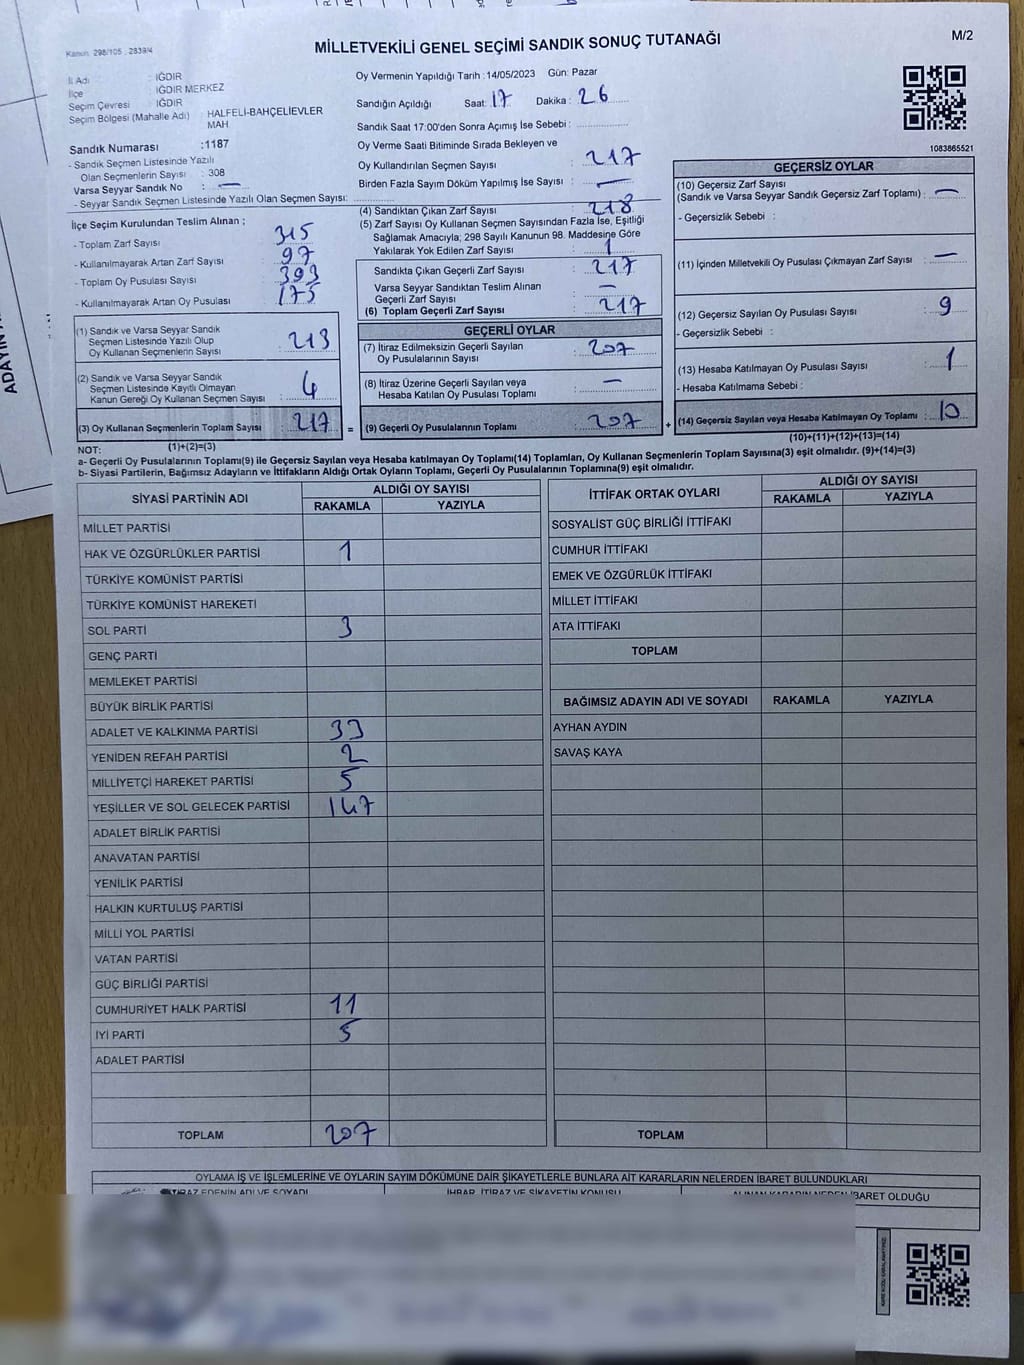 MİLLETVEKİLİ GENEL SEÇİMİ SANDIK SONUÇ TUTANAĞI
M/2
Kanun 298/105 - 2839/4
İl Adı : IĞDIR
İlçe : IĞDIR MERKEZ
Seçim Çevresi : IĞDIR
Seçim Bölgesi (Mahalle Adı) : HALFELİ-BAHÇELİEVLER
MAH
Sandık Numarası :1187
- Sandık Seçmen Listesinde Yazılı
Olan Seçmenlerin Sayısı : 308
Varsa Seyyar Sandık No : —
- Seyyar Sandık Seçmen Listesinde Yazılı Olan Seçmen Sayısı:
İlçe Seçim Kurulundan Teslim Alınan ;
- Toplam Zarf Sayısı : 315
- Kullanılmayarak Artan Zarf Sayısı : 97
- Toplam Oy Pusulası Sayısı : 393
- Kullanılmayarak Artan Oy Pusulası : 175
(1) Sandık ve Varsa Seyyar Sandık
Seçmen Listesinde Yazılı Olup
Oy Kullanan Seçmenlerin Sayısı : 213
(2) Sandık ve Varsa Seyyar Sandık
Seçmen Listesinde Kayıtlı Olmayan
Kanun Gereği Oy Kullanan Seçmen Sayısı : 4
(3) Oy Kullanan Seçmenlerin Toplam Sayısı : 217 =
(1)+(2)=(3)
Oy Vermenin Yapıldığı Tarih : 14/05/2023 Gün: Pazar
Sandığın Açıldığı Saat: 17 Dakika : 26
Sandık Saat 17:00'den Sonra Açımış İse Sebebi :
Oy Verme Saati Bitiminde Sırada Bekleyen ve
Oy Kullandırılan Seçmen Sayısı : 217
Birden Fazla Sayım Döküm Yapılmış İse Sayısı : —
(4) Sandıktan Çıkan Zarf Sayısı : 218
(5) Zarf Sayısı Oy Kullanan Seçmen Sayısından Fazla İse, Eşitliği
Sağlamak Amacıyla; 298 Sayılı Kanunun 98. Maddesine Göre
Yakılarak Yok Edilen Zarf Sayısı : 1
Sandıkta Çıkan Geçerli Zarf Sayısı : 217
Varsa Seyyar Sandıktan Teslim Alınan
Geçerli Zarf Sayısı : —
(6) Toplam Geçerli Zarf Sayısı : 217
GEÇERLİ OYLAR
(7) İtiraz Edilmeksizin Geçerli Sayılan
Oy Pusulalarının Sayısı : 207
(8) İtiraz Üzerine Geçerli Sayılan veya
Hesaba Katılan Oy Pusulası Toplamı : —
(9) Geçerli Oy Pusulalarının Toplamı : 207 +
1083865521
GEÇERSİZ OYLAR
(10) Geçersiz Zarf Sayısı
(Sandık ve Varsa Seyyar Sandık Geçersiz Zarf Toplamı) : —
- Geçersizlik Sebebi :
(11) İçinden Milletvekili Oy Pusulası Çıkmayan Zarf Sayısı : —
(12) Geçersiz Sayılan Oy Pusulası Sayısı : 9
- Geçersizlik Sebebi :
(13) Hesaba Katılmayan Oy Pusulası Sayısı : 1
- Hesaba Katılmama Sebebi :
(14) Geçersiz Sayılan veya Hesaba Katılmayan Oy Toplamı : 10
(10)+(11)+(12)+(13)=(14)
NOT:
a- Geçerli Oy Pusulalarının Toplamı(9) ile Geçersiz Sayılan veya Hesaba katılmayan Oy Toplamı(14) Toplamları, Oy Kullanan Seçmenlerin Toplam Sayısına(3) eşit olmalıdır. (9)+(14)=(3)
b- Siyasi Partilerin, Bağımsız Adayların ve İttifakların Aldığı Ortak Oyların Toplamı, Geçerli Oy Pusulalarının Toplamına(9) eşit olmalıdır.
SİYASİ PARTİNİN ADI ALDIĞI OY SAYISI
RAKAMLA YAZIYLA
MİLLET PARTİSİ
HAK VE ÖZGÜRLÜKLER PARTİSİ 1
TÜRKİYE KOMÜNİST PARTİSİ
TÜRKİYE KOMÜNİST HAREKETİ
SOL PARTİ 3
GENÇ PARTİ
MEMLEKET PARTİSİ
BÜYÜK BİRLİK PARTİSİ
ADALET VE KALKINMA PARTİSİ 33
YENİDEN REFAH PARTİSİ 2
MİLLİYETÇİ HAREKET PARTİSİ 5
YEŞİLLER VE SOL GELECEK PARTİSİ 147
ADALET BİRLİK PARTİSİ
ANAVATAN PARTİSİ
YENİLİK PARTİSİ
HALKIN KURTULUŞ PARTİSİ
MİLLİ YOL PARTİSİ
VATAN PARTİSİ
GÜÇ BİRLİĞİ PARTİSİ
CUMHURİYET HALK PARTİSİ 11
İYİ PARTİ 5
ADALET PARTİSİ
TOPLAM 207
İTTİFAK ORTAK OYLARI ALDIĞI OY SAYISI
RAKAMLA YAZIYLA
SOSYALİST GÜÇ BİRLİĞİ İTTİFAKI
CUMHUR İTTİFAKI
EMEK VE ÖZGÜRLÜK İTTİFAKI
MİLLET İTTİFAKI
ATA İTTİFAKI
TOPLAM
BAĞIMSIZ ADAYIN ADI VE SOYADI RAKAMLA YAZIYLA
AYHAN AYDIN
SAVAŞ KAYA
TOPLAM
OYLAMA İŞ VE İŞLEMLERİNE VE OYLARIN SAYIM DÖKÜMÜNE DAİR ŞİKAYETLERLE BUNLARA AİT KARARLARIN NELERDEN İBARET BULUNDUKLARI
İTİRAZ EDENİN ADI VE SOYADI İHBAR, İTİRAZ VE ŞİKAYETİN KONUSU ALINAN KARARIN NEDEN İBARET OLDUĞU